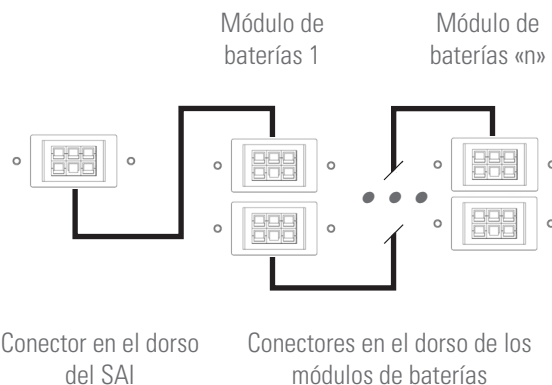 Módulo de
baterías 1
Módulo de
baterías «n»
Conector en el dorso
del SAI
Conectores en el dorso de los
módulos de baterías